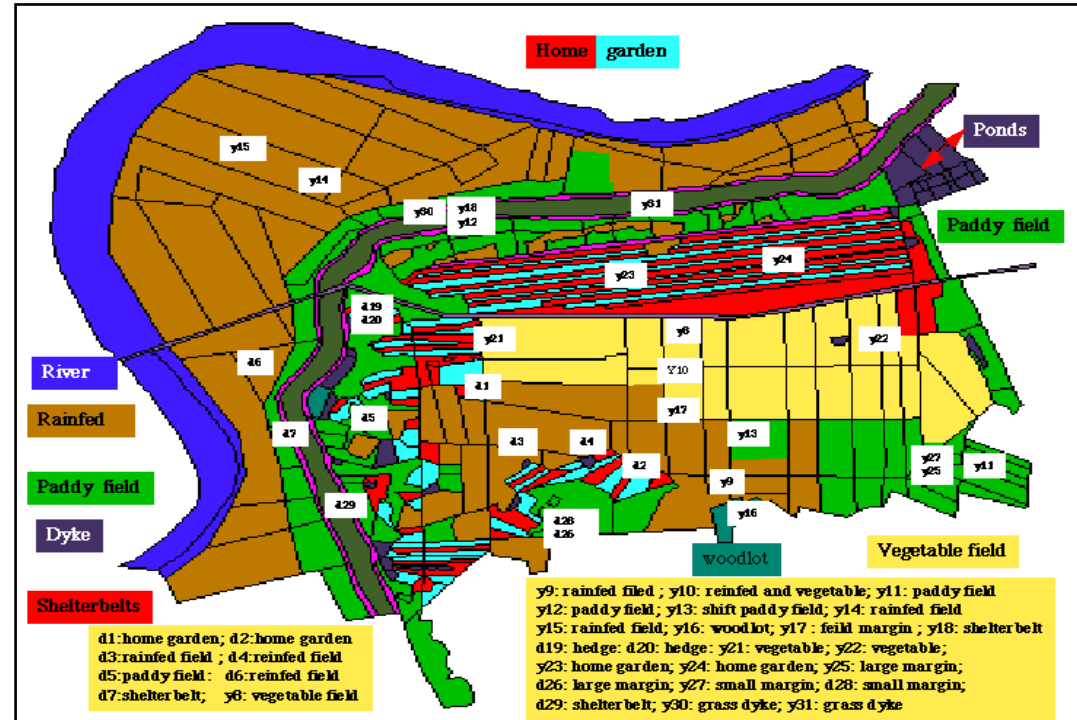 Home garden
y15
y14
Ponds
y30
y18
y12
y31
Paddy field
y24
y23
d19
d20
y21
y8
y22
d6
Y10
River
d1
y17
Rainfed
d5
d7
d3
d4
y13
d2
y27
y25
y11
Paddy field
y9
d29
y16
d28
d26
Dyke
woodlot
Vegetable field
Shelterbelts
d1:home garden; d2:home garden
d3:rainfed field ; d4:reinfed field
d5:paddy field: d6:reinfed field
d7:shelterbelt; y8: vegetable field
y9: rainfed filed ; y10: reinfed and vegetable; y11: paddy field
y12: paddy field; y13: shift paddy field; y14: rainfed field
y15: rainfed field; y16: woodlot; y17 : feild margin ; y18: shelterbelt
d19: hedge: d20: hedge: y21: vegetable; y22: vegetable;
y23: home garden; y24: home garden; y25: large margin;
d26: large margin; y27: small margin; d28: small margin;
d29: shelterbelt; y30: grass dyke; y31: grass dyke